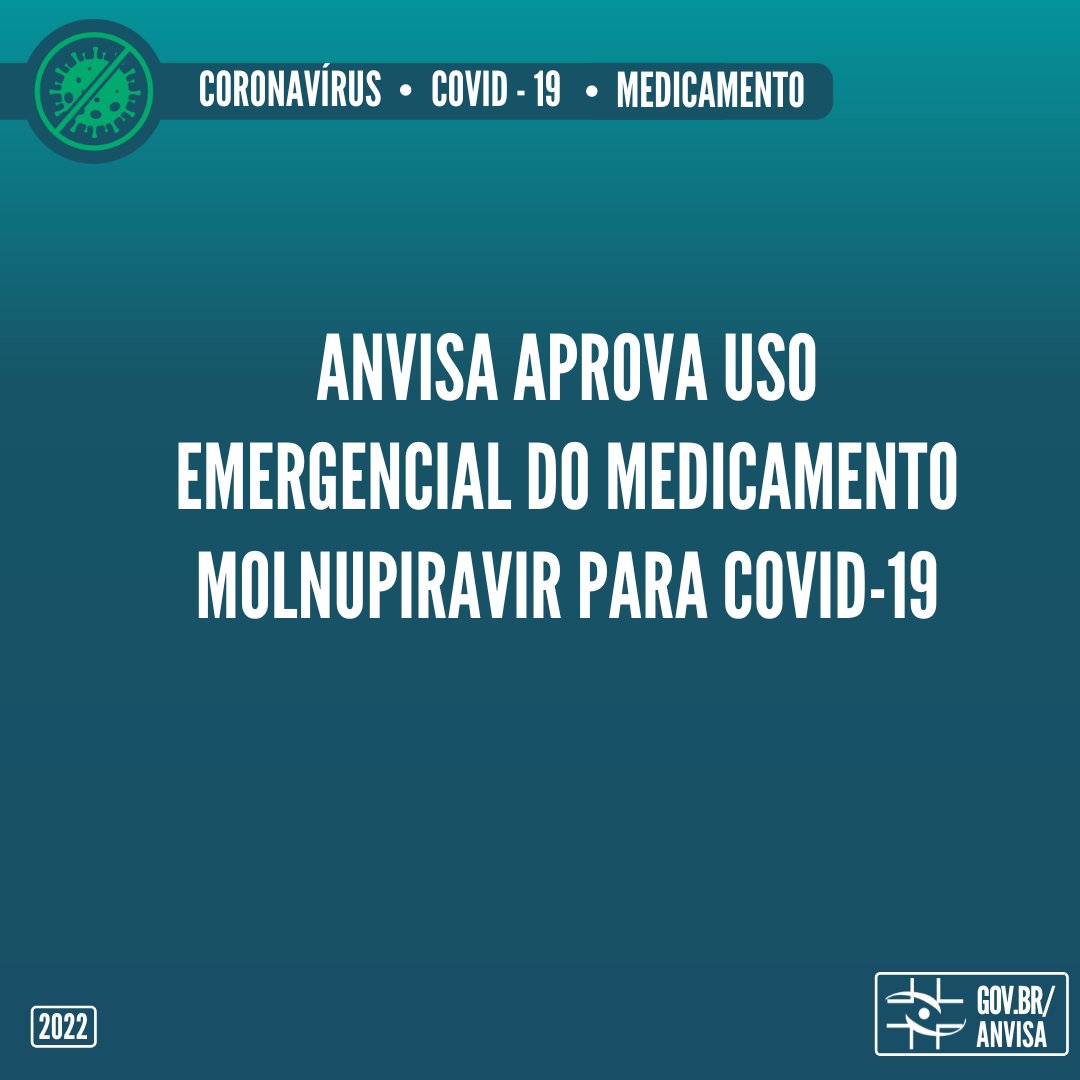 CORONAVÍRUS • COVID - 19 • MEDICAMENTO
ANVISA APROVA USO
EMERGENCIAL DO MEDICAMENTO
MOLNUPIRAVIR PARA COVID-19
2022
GOV.BR/
ANVISA